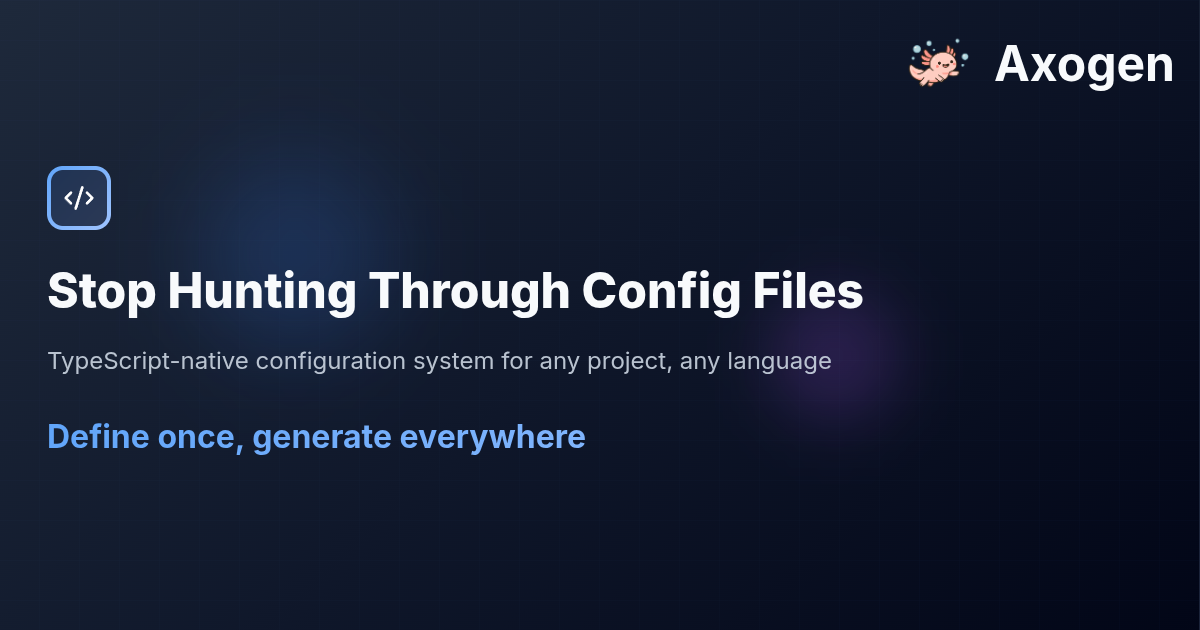 Axogen
</>
Stop Hunting Through Config Files
TypeScript-native configuration system for any project, any language
Define once, generate everywhere